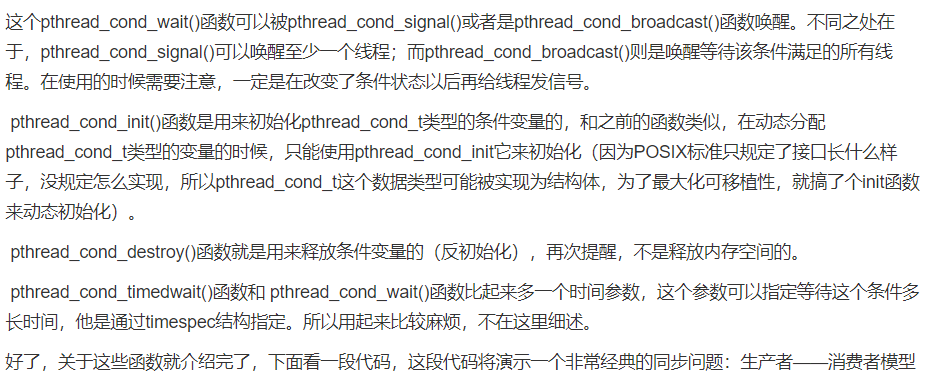 这个pthread_cond_wait()函数可以被pthread_cond_signal()或者是pthread_cond_broadcast()函数唤醒。不同之处在
于，pthread_cond_signal()可以唤醒至少一个线程；而pthread_cond_broadcast()则是唤醒等待该条件满足的所有线
程。在使用的时候需要注意，一定是在改变了条件状态以后再给线程发信号。
pthread_cond_init()函数是用来初始化pthread_cond_t类型的条件变量的，和之前的函数类似，在动态分配
pthread_cond_t类型的变量的时候，只能使用pthread_cond_init它来初始化（因为POSIX标准只规定了接口长什么样
子，没规定怎么实现，所以pthread_cond_t这个数据类型可能被实现为结构体，为了最大化可移植性，就搞了个init函数
来动态初始化）。
pthread_cond_destroy()函数就是用来释放条件变量的（反初始化），再次提醒，不是释放内存空间的。
pthread_cond_timedwait()函数和 pthread_cond_wait()函数比起来多一个时间参数，这个参数可以指定等待这个条件多
长时间，他是通过timespec结构指定。所以用起来比较麻烦，不在这里细述。
好了，关于这些函数就介绍完了，下面看一段代码，这段代码将演示一个非常经典的同步问题：生产者——消费者模型